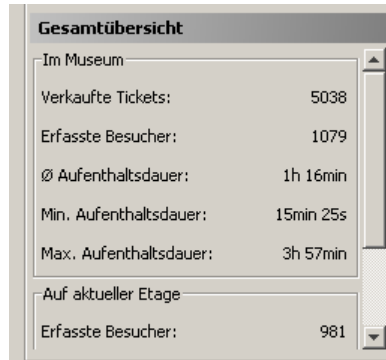 Gesamtübersicht
Im Museum
Verkaufte Tickets: 5038
Erfasste Besucher: 1079
Ø Aufenthaltsdauer: 1h 16min
Min. Aufenthaltsdauer: 15min 25s
Max. Aufenthaltsdauer: 3h 57min
Auf aktueller Etage
Erfasste Besucher: 981